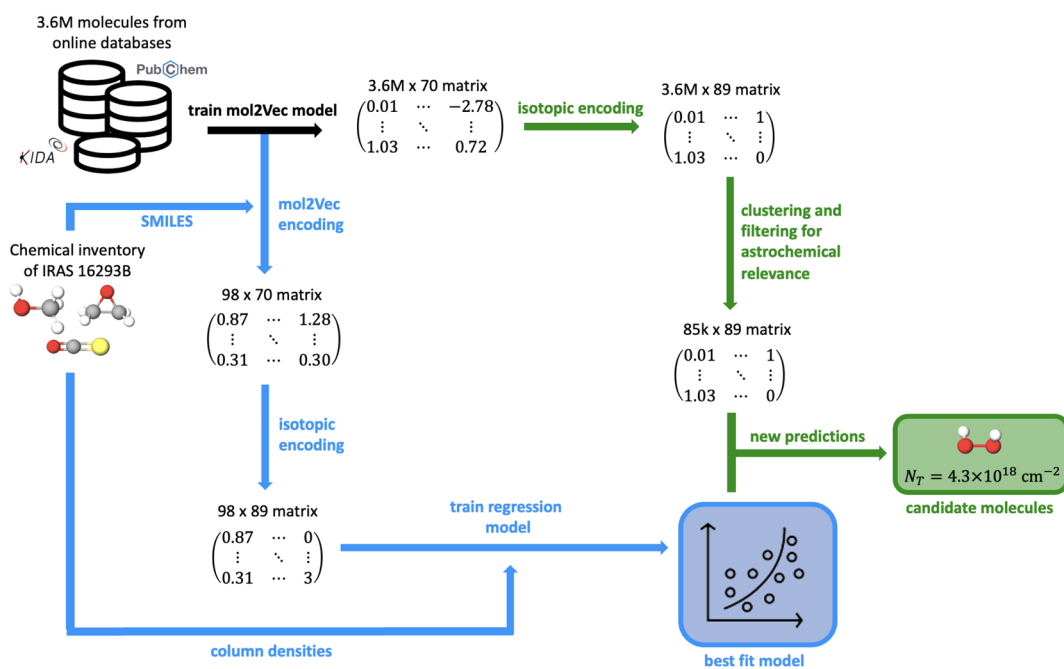 3.6M molecules from
online databases
PubChem
KIDA
train mol2Vec model
3.6M x 70 matrix
0.01 ⋯ −2.78
⋮ ⋱ ⋮
1.03 ⋯ 0.72
isotopic encoding
3.6M x 89 matrix
0.01 ⋯ 1
⋮ ⋱ ⋮
1.03 ⋯ 0
SMILES
mol2Vec
encoding
clustering and
filtering for
astrochemical
relevance
Chemical inventory
of IRAS 16293B
98 x 70 matrix
0.87 ⋯ 1.28
⋮ ⋱ ⋮
0.31 ⋯ 0.30
85k x 89 matrix
0.01 ⋯ 1
⋮ ⋱ ⋮
1.03 ⋯ 0
isotopic
encoding
new predictions
N_T = 4.3×10^18 cm^−2
candidate molecules
98 x 89 matrix
0.87 ⋯ 0
⋮ ⋱ ⋮
0.31 ⋯ 3
train regression
model
column densities
best fit model